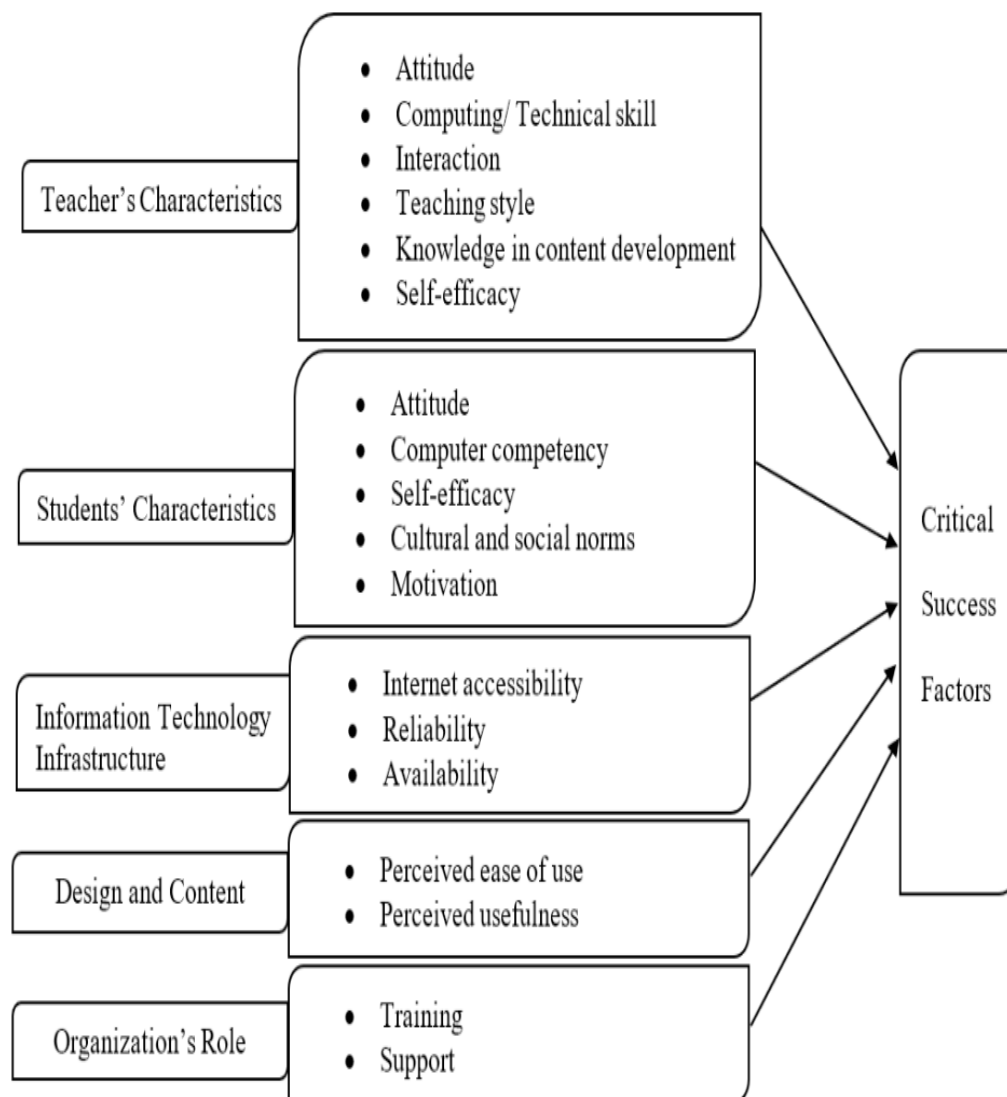 Teacher’s Characteristics
• Attitude
• Computing/ Technical skill
• Interaction
• Teaching style
• Knowledge in content development
• Self-efficacy
Students’ Characteristics
• Attitude
• Computer competency
• Self-efficacy
• Cultural and social norms
• Motivation
Information Technology
Infrastructure
• Internet accessibility
• Reliability
• Availability
Design and Content
• Perceived ease of use
• Perceived usefulness
Organization’s Role
• Training
• Support
Critical
Success
Factors